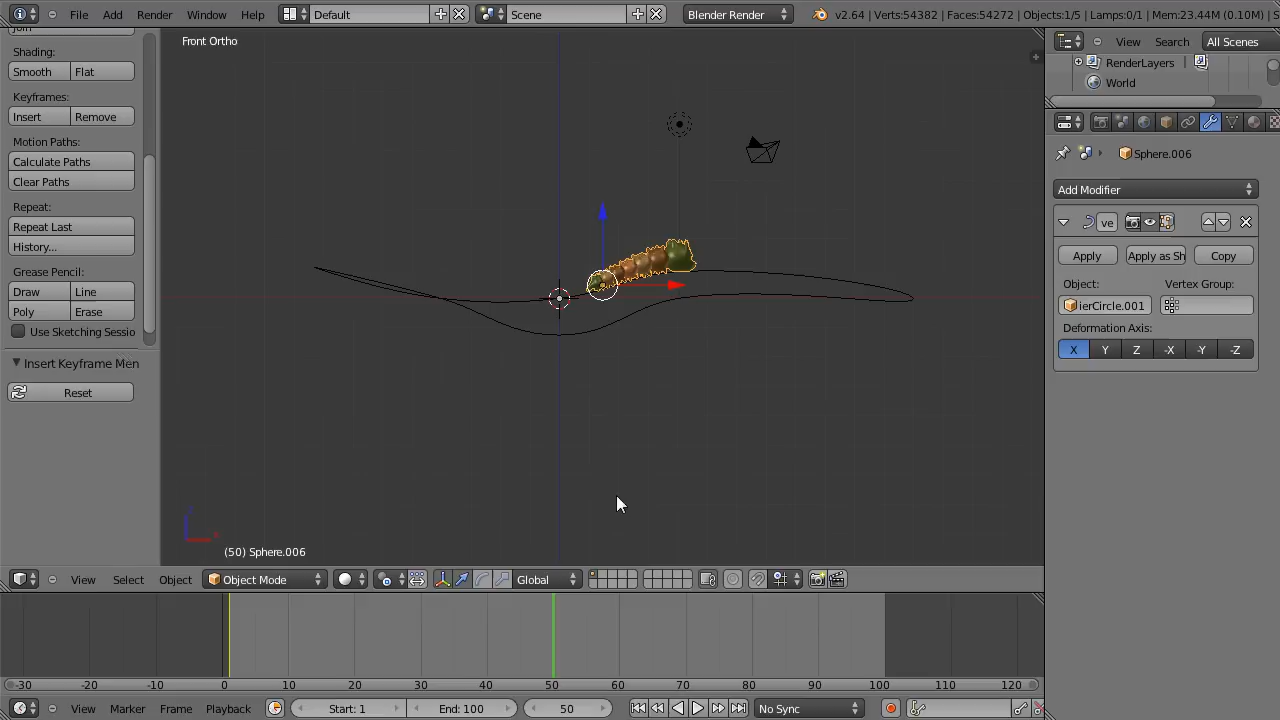 File Add Render Window Help Default Scene Blender Render v2.64 | Verts:54382 | Faces:54272 | Objects:1/5 | Lamps:0/1 | Mem:23.44M (0.10M) | S
Shading:
Smooth Flat
Keyframes:
Insert Remove
Motion Paths:
Calculate Paths
Clear Paths
Repeat:
Repeat Last
History...
Grease Pencil:
Draw Line
Poly Erase
Use Sketching Sessio
Insert Keyframe Men
Reset
Front Ortho
(50) Sphere.006
View Select Object Object Mode Global
View Search All Scenes
RenderLayers |
World
Sphere.006
Add Modifier
ve
Apply Apply as Sh Copy
Object: Vertex Group:
ierCircle.001
Deformation Axis:
X Y Z -X -Y -Z
-30 -20 -10 0 10 20 30 40 50 60 70 80 90 100 110 120
View Marker Frame Playback Start: 1 End: 100 50 No Sync